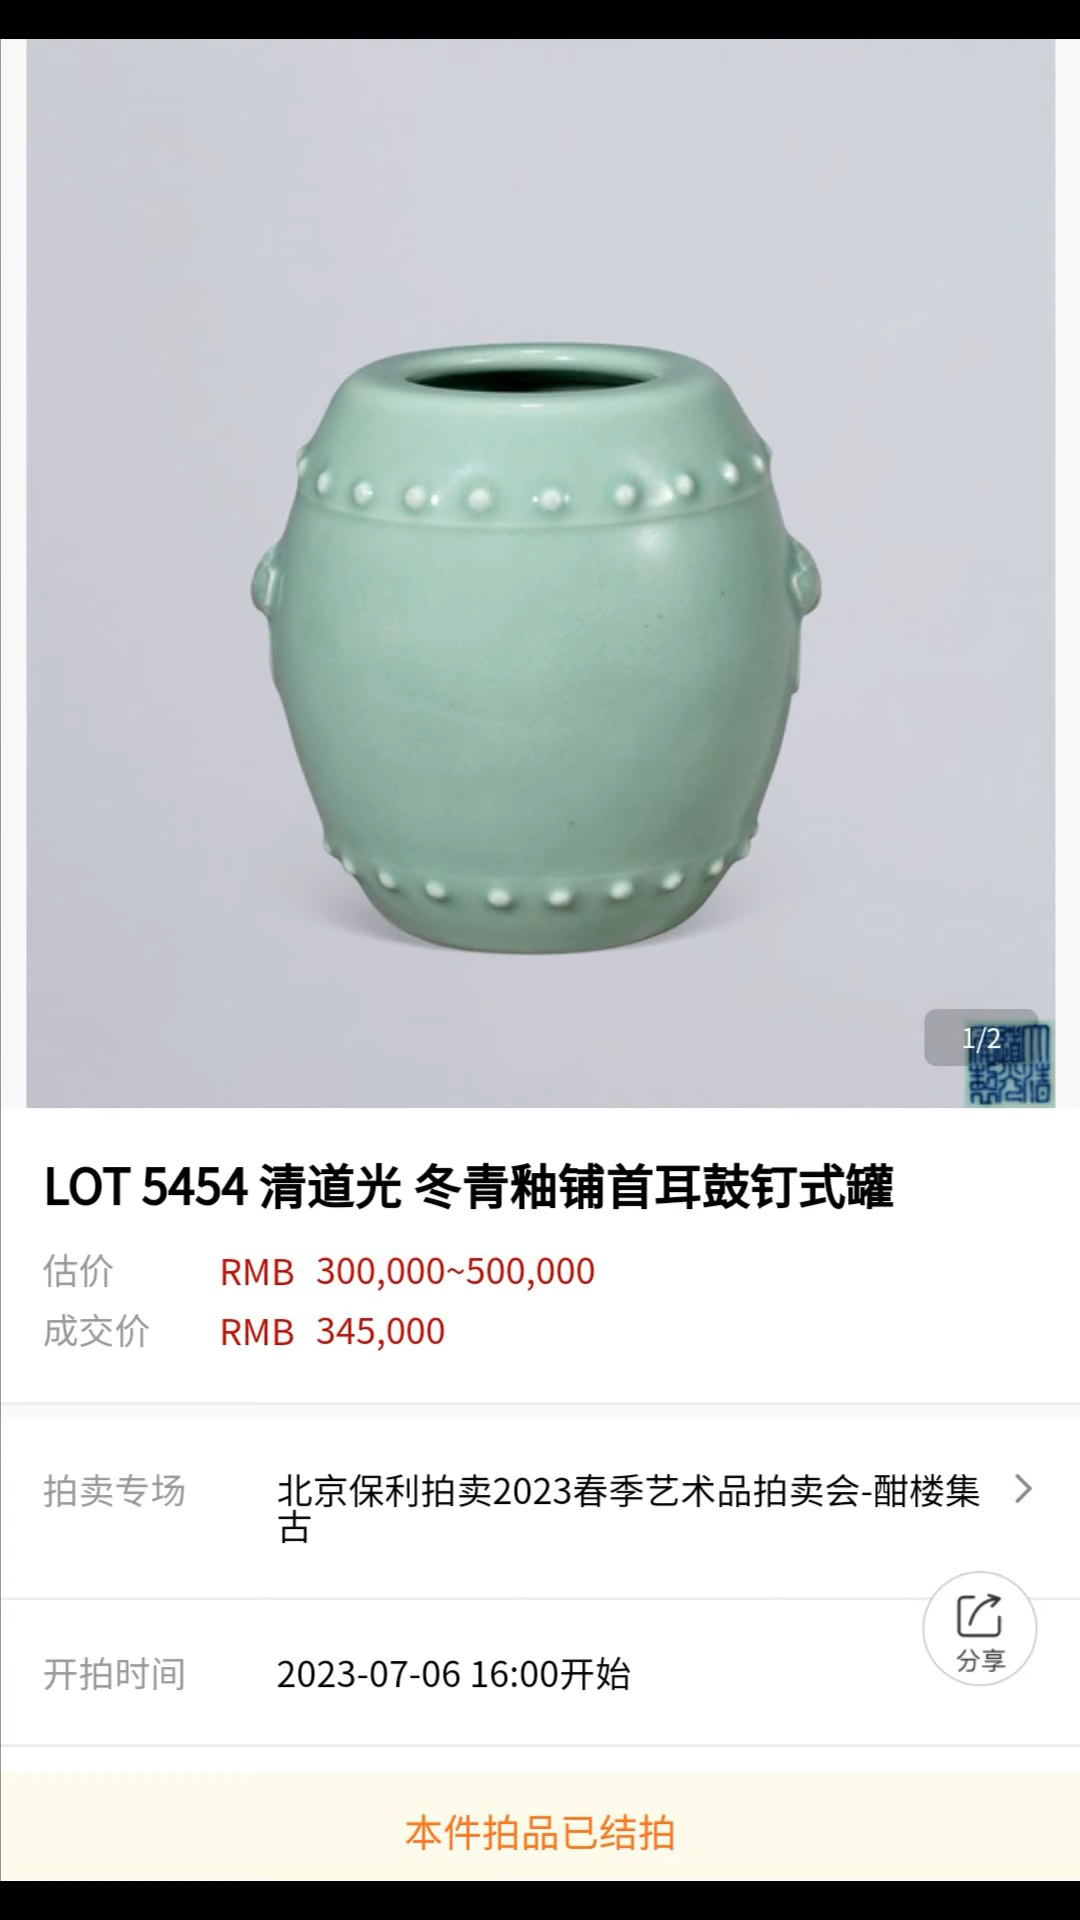 1/2
LOT 5454 清道光 冬青釉铺首耳鼓钉式罐
估价 RMB 300,000~500,000
成交价 RMB 345,000
拍卖专场 北京保利拍卖2023春季艺术品拍卖会-酣楼集
古
分享
开拍时间 2023-07-06 16:00开始
本件拍品已结拍